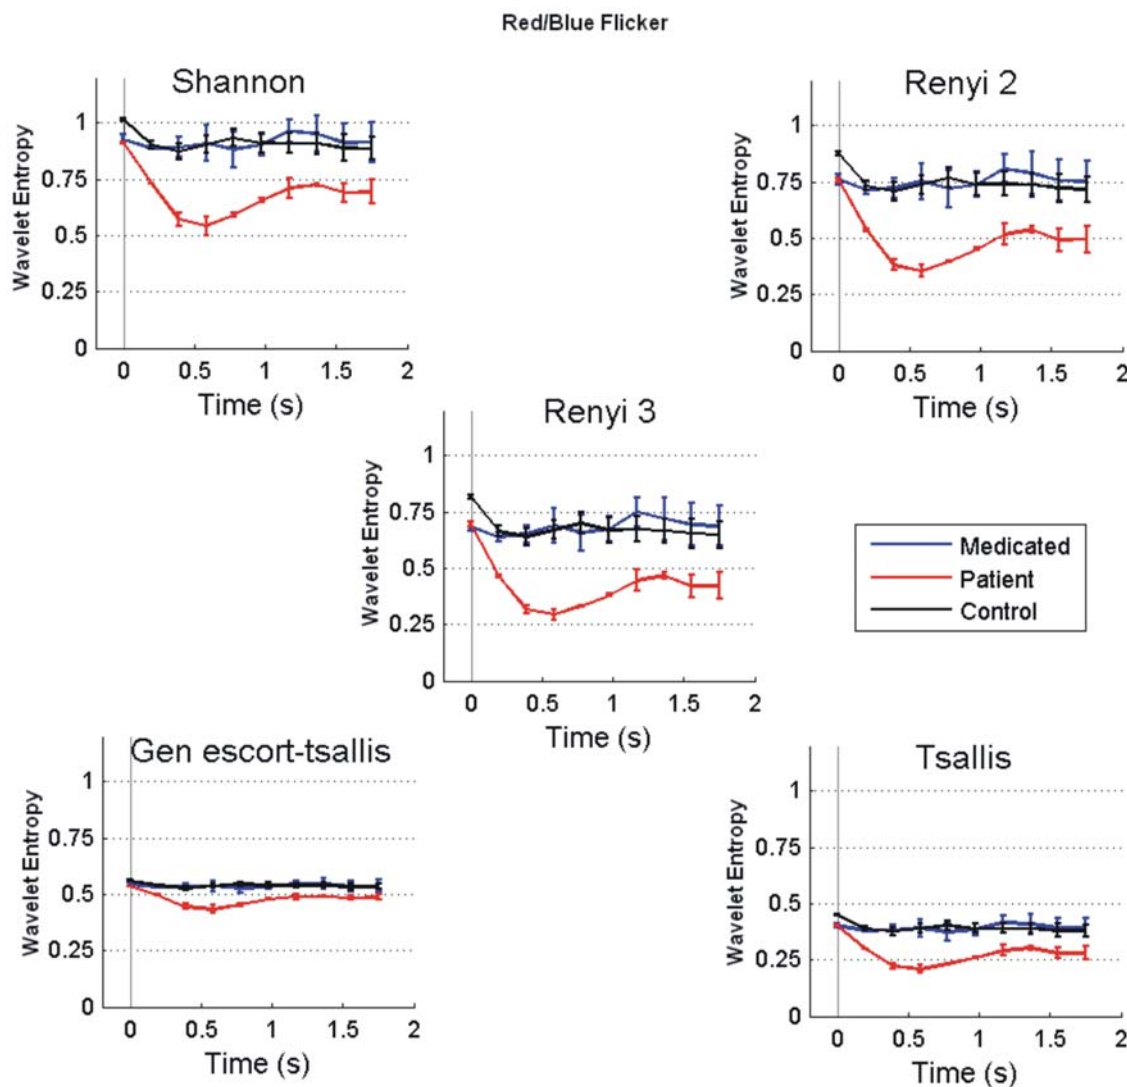 Red/Blue Flicker
Shannon
Wavelet Entropy
1
0.75
0.5
0.25
0
0 0.5 1 1.5 2
Time (s)
Renyi 2
Wavelet Entropy
1
0.75
0.5
0.25
0
0 0.5 1 1.5 2
Time (s)
Renyi 3
Wavelet Entropy
1
0.75
0.5
0.25
0
0 0.5 1 1.5 2
Time (s)
Medicated
Patient
Control
Gen escort-tsallis
Wavelet Entropy
1
0.75
0.5
0.25
0
0 0.5 1 1.5 2
Time (s)
Tsallis
Wavelet Entropy
1
0.75
0.5
0.25
0
0 0.5 1 1.5 2
Time (s)